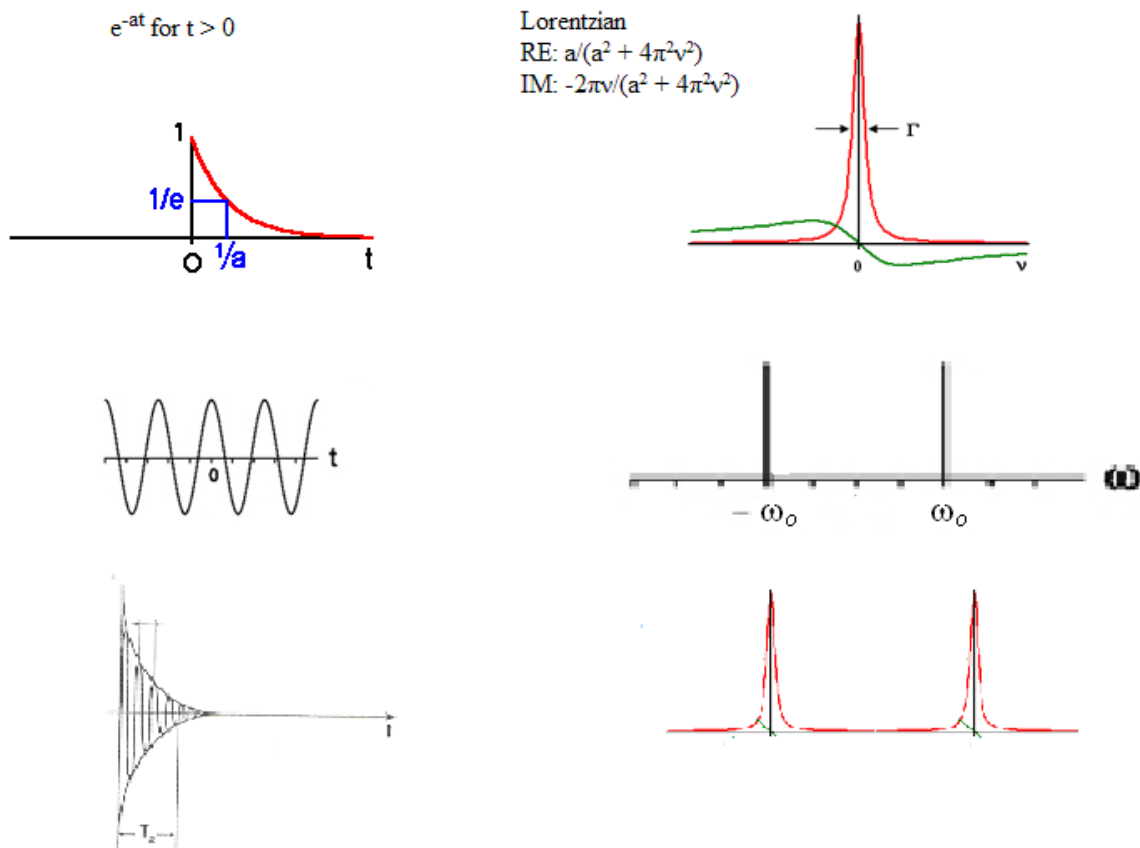 e⁻ᵃᵗ for t > 0
Lorentzian
RE: a/(a² + 4π²ν²)
IM: -2πν/(a² + 4π²ν²)
1
1/e
O
1/a
t
Γ
0
ν
0
t
− ωₒ
ωₒ
ω
T₂
t